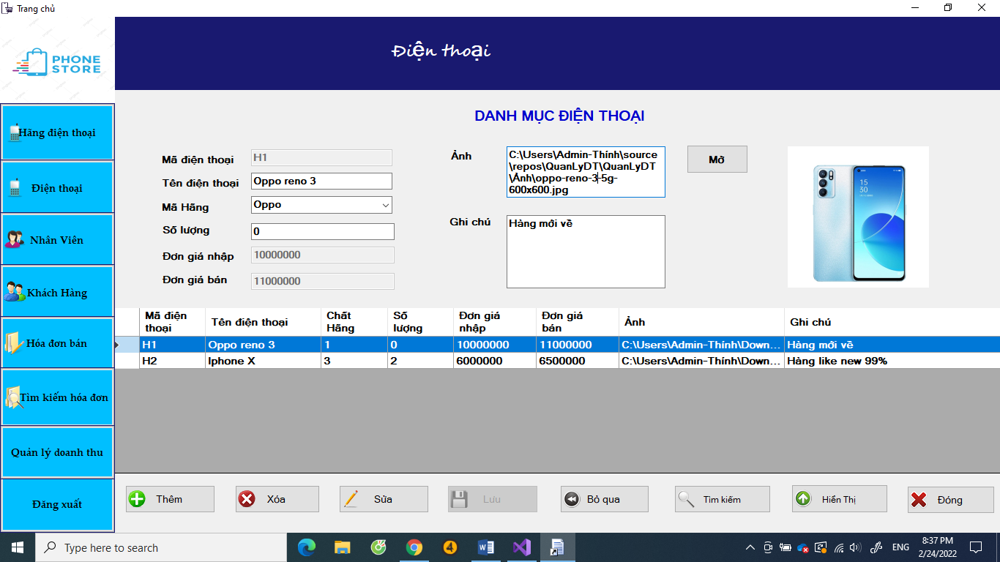 Trang chủ
PHONE
STORE
Điện thoại
Hãng điện thoại
Điện thoại
Nhân Viên
Khách Hàng
Hóa đơn bán
Tìm kiếm hóa đơn
Quản lý doanh thu
Đăng xuất
DANH MỤC ĐIỆN THOẠI
Mã điện thoại H1
Tên điện thoại Oppo reno 3
Mã Hãng Oppo
Số lượng 0
Đơn giá nhập 10000000
Đơn giá bán 11000000
Ảnh
C:\Users\Admin-Thính\source
\repos\QuanLyDT\QuanLyDT
\Ảnh\oppo-reno-3-5g-
600x600.jpg
Mở
Ghi chú
Hàng mới về
15
30
Mã điện thoại Tên điện thoại Chất Hãng Số lượng Đơn giá nhập Đơn giá bán Ảnh Ghi chú
H1 Oppo reno 3 1 0 10000000 11000000 C:\Users\Admin-Thính\Down... Hàng mới về
H2 Iphone X 3 2 6000000 6500000 C:\Users\Admin-Thính\Down... Hàng like new 99%
Thêm Xóa Sửa Lưu Bỏ qua Tìm kiếm Hiển Thị Đóng
Type here to search
4
ENG
8:37 PM
2/24/2022